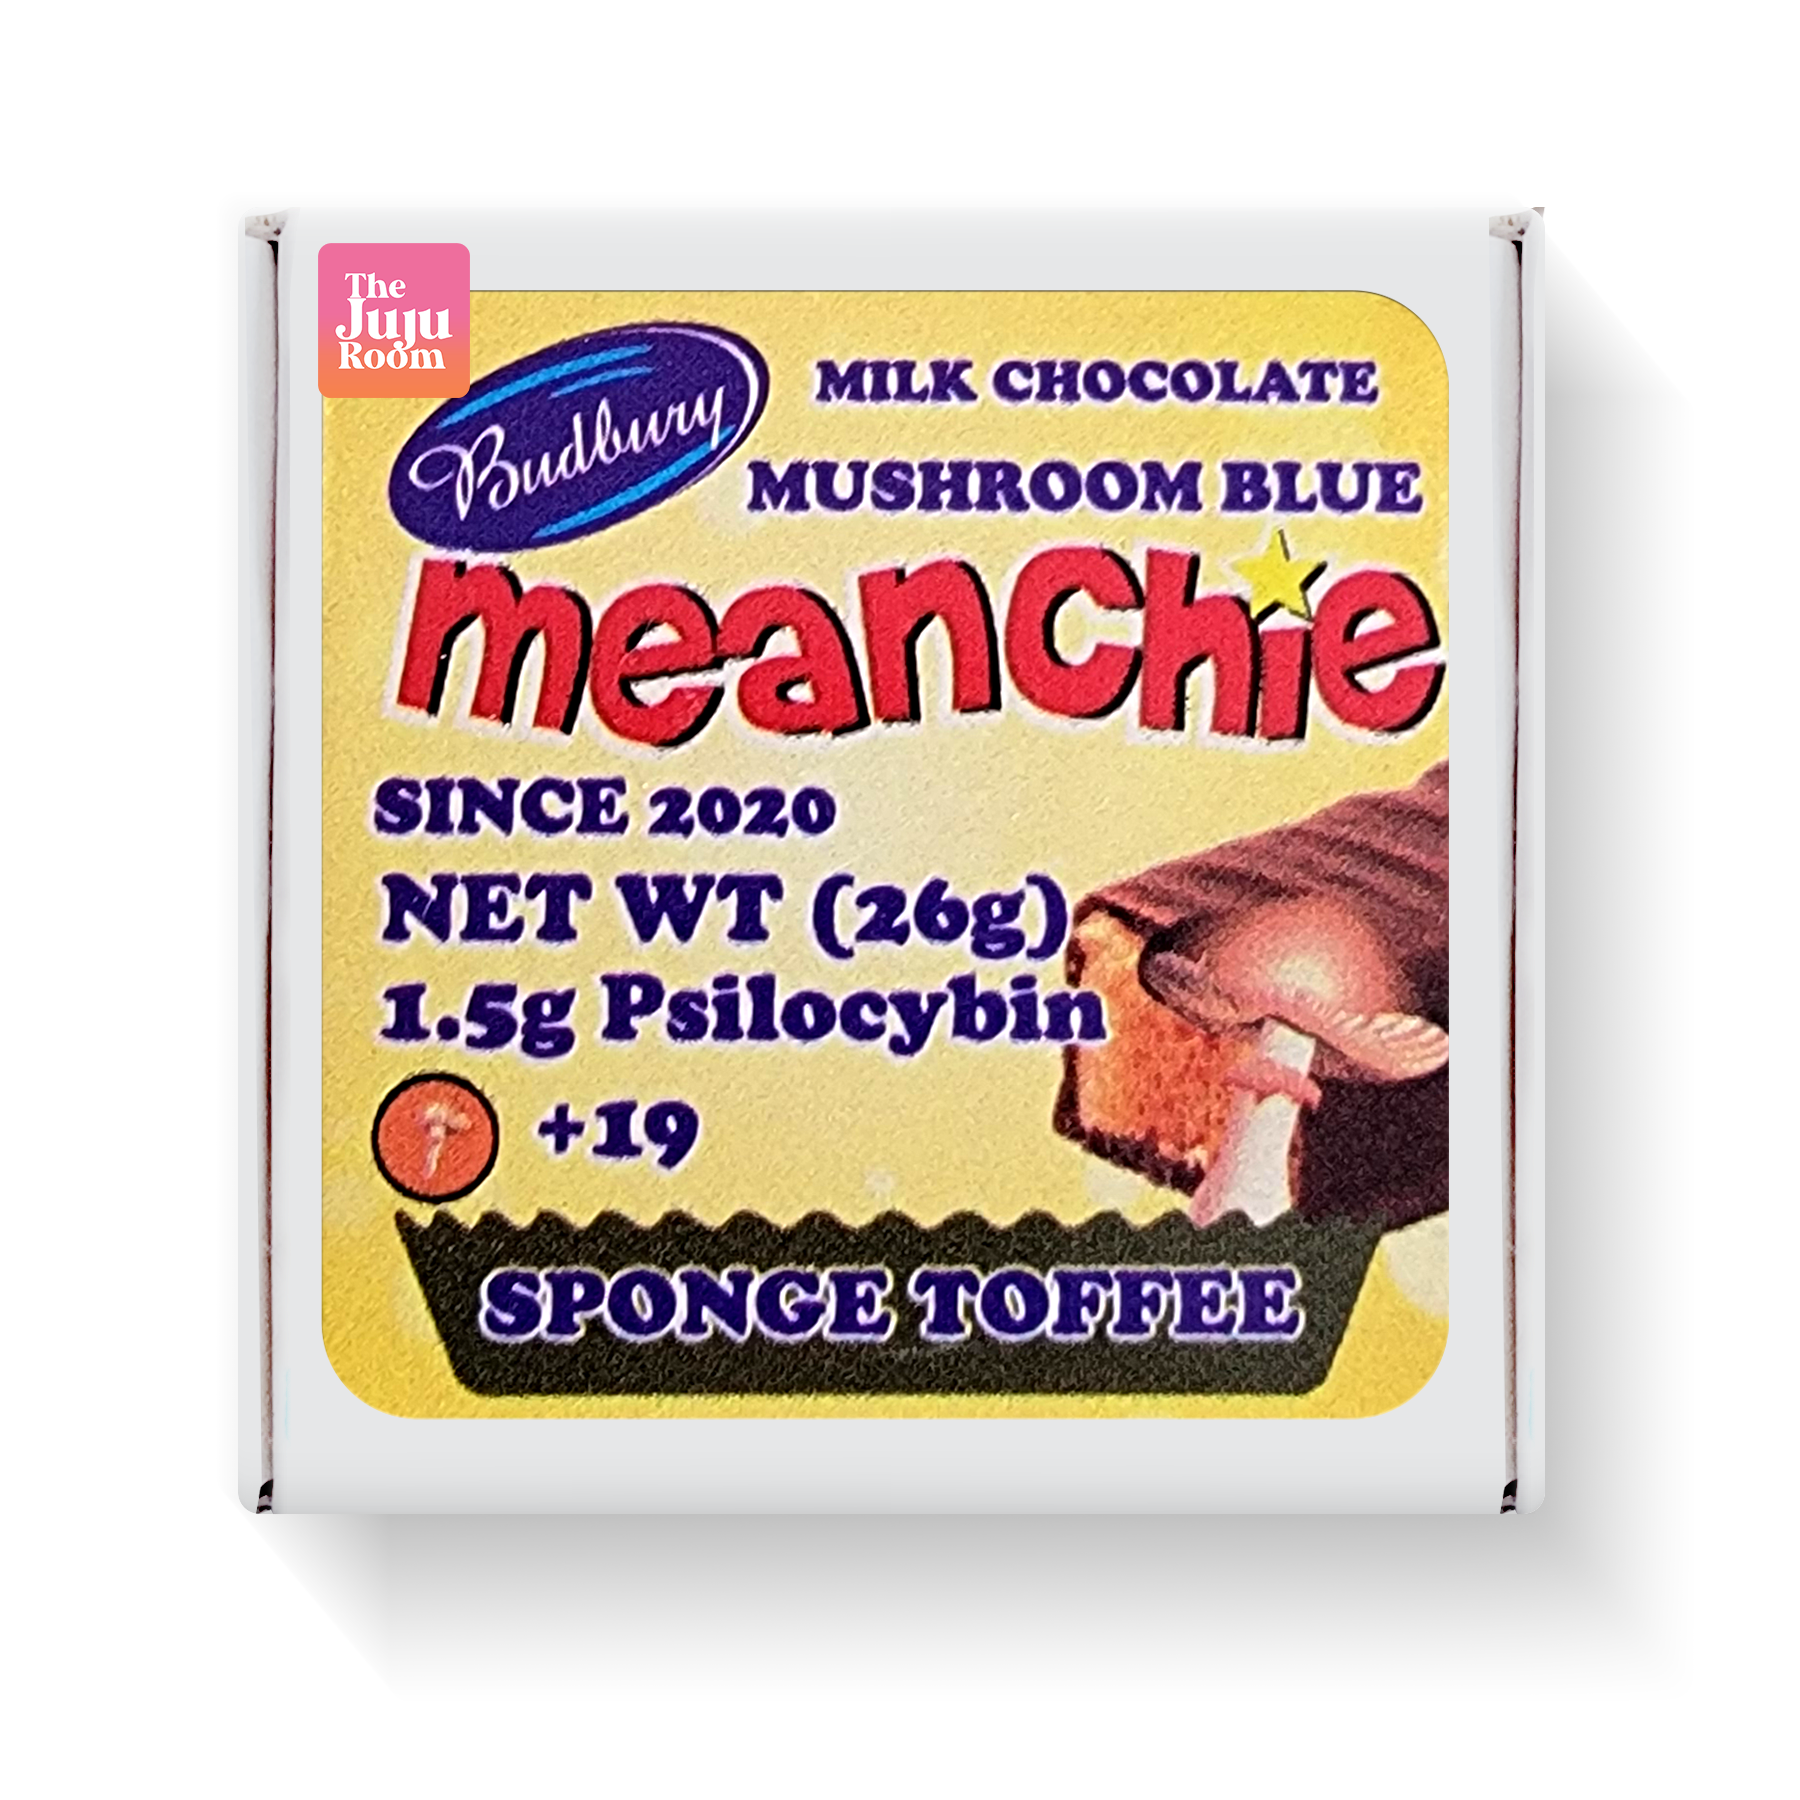 The
Juju
Room
Budbury
MILK CHOCOLATE
MUSHROOM BLUE
meanchie
SINCE 2020
NET WT (26g)
1.5g Psilocybin
+19
SPONGE TOFFEE